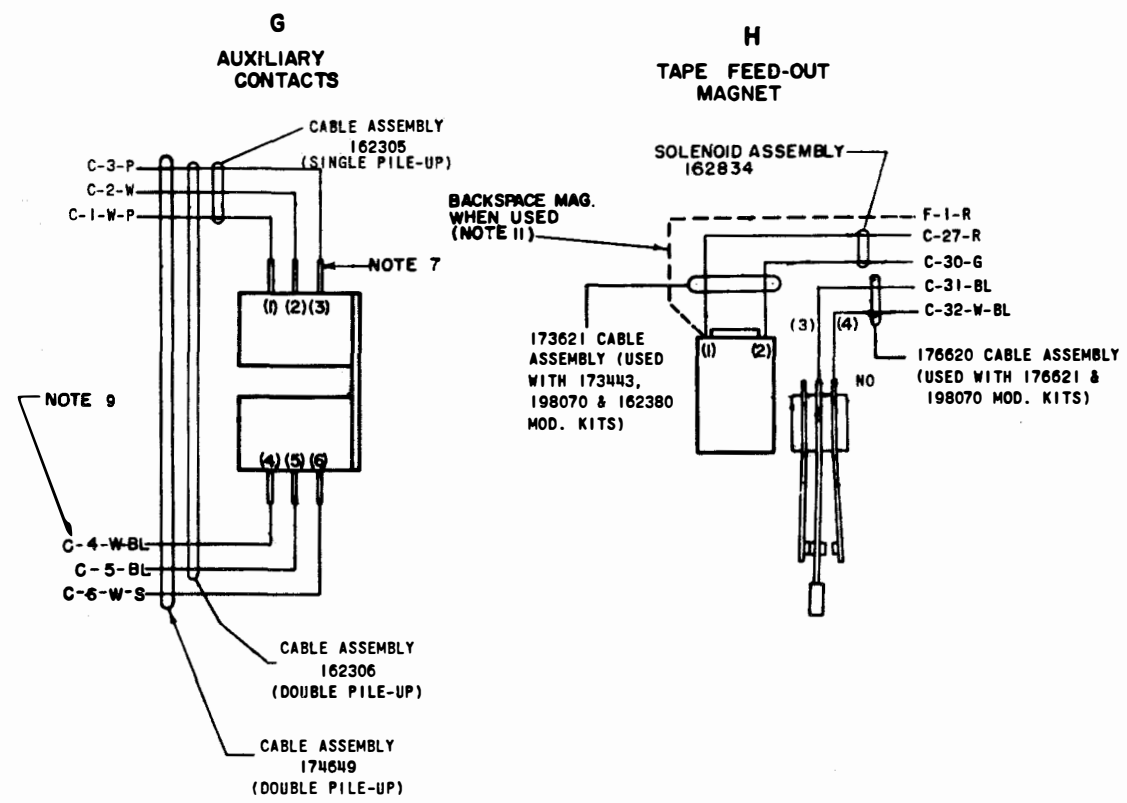 G
AUXILIARY
CONTACTS
CABLE ASSEMBLY
162305
(SINGLE PILE-UP)
C-3-P
C-2-W
C-1-W-P
NOTE 7
(1) (2) (3)
NOTE 9
(4) (5) (6)
C-4-W-BL
C-5-BL
C-6-W-S
CABLE ASSEMBLY
162306
(DOUBLE PILE-UP)
CABLE ASSEMBLY
174649
(DOUBLE PILE-UP)
H
TAPE FEED-OUT
MAGNET
SOLENOID ASSEMBLY
162834
BACKSPACE MAG.
WHEN USED
(NOTE 11)
F-1-R
C-27-R
C-30-G
C-31-BL
C-32-W-BL
(3) (4)
(1) (2)
173621 CABLE
ASSEMBLY (USED
WITH 173443,
198070 & 162380
MOD. KITS)
NO
176620 CABLE ASSEMBLY
(USED WITH 176621 &
198070 MOD. KITS)